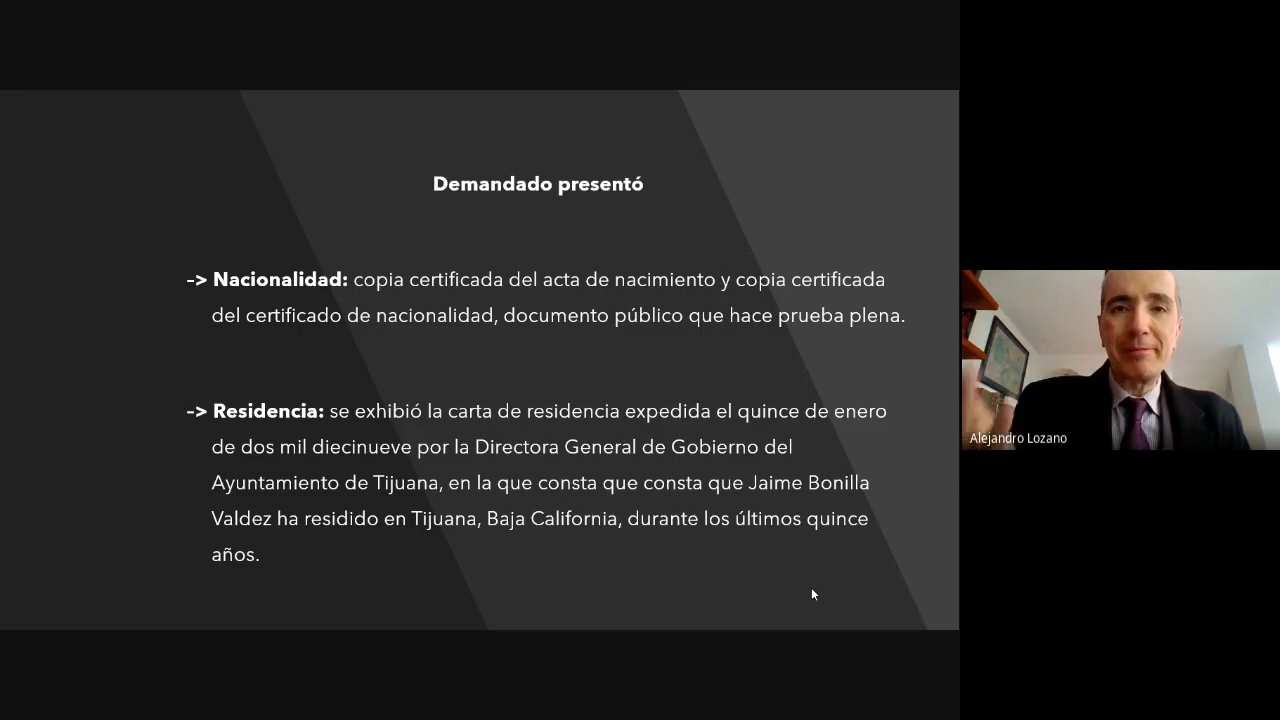 Demandado presentó
–> Nacionalidad: copia certificada del acta de nacimiento y copia certificada
del certificado de nacionalidad, documento público que hace prueba plena.
–> Residencia: se exhibió la carta de residencia expedida el quince de enero
de dos mil diecinueve por la Directora General de Gobierno del
Ayuntamiento de Tijuana, en la que consta que consta que Jaime Bonilla
Valdez ha residido en Tijuana, Baja California, durante los últimos quince
años.
Alejandro Lozano